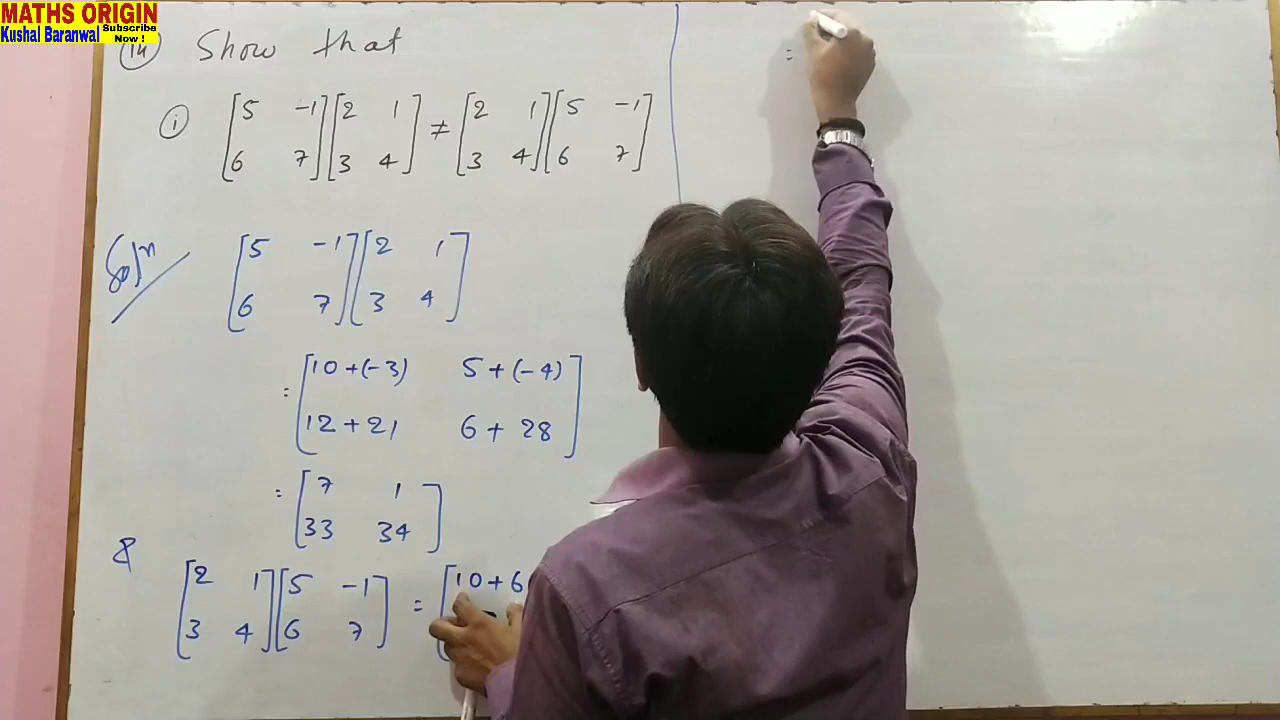 MATHS ORIGIN
Kushal Baranwal Subscribe Now !
14 Show that
i [5 -1 [2 1 ≠ [2 1 [5 -1
6 7] 3 4] 3 4] 6 7]
Solⁿ [5 -1 [2 1
6 7] 3 4]
= [10+(-3) 5+(-4)
12+21 6+28]
= [7 1
33 34]
& [2 1 [5 -1 = [10+6
3 4] 6 7]
=